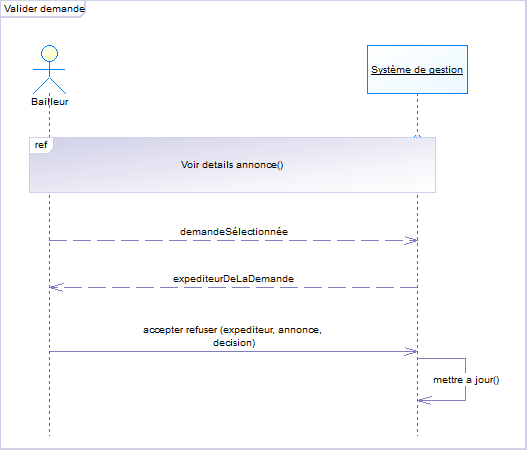 Valider demande
Système de gestion
Bailleur
ref
Voir details annonce()
demandeSélectionnée
expediteurDeLaDemande
accepter refuser (expediteur, annonce,
decision)
mettre a jour()